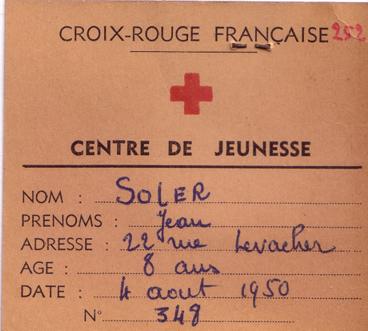 CROIX-ROUGE FRANÇAISE 252
CENTRE DE JEUNESSE
NOM : SOLER
PRENOMS : Jean
ADRESSE : 22 rue Levacher
AGE : 8 ans
DATE : 4 aout 1950
N° 348